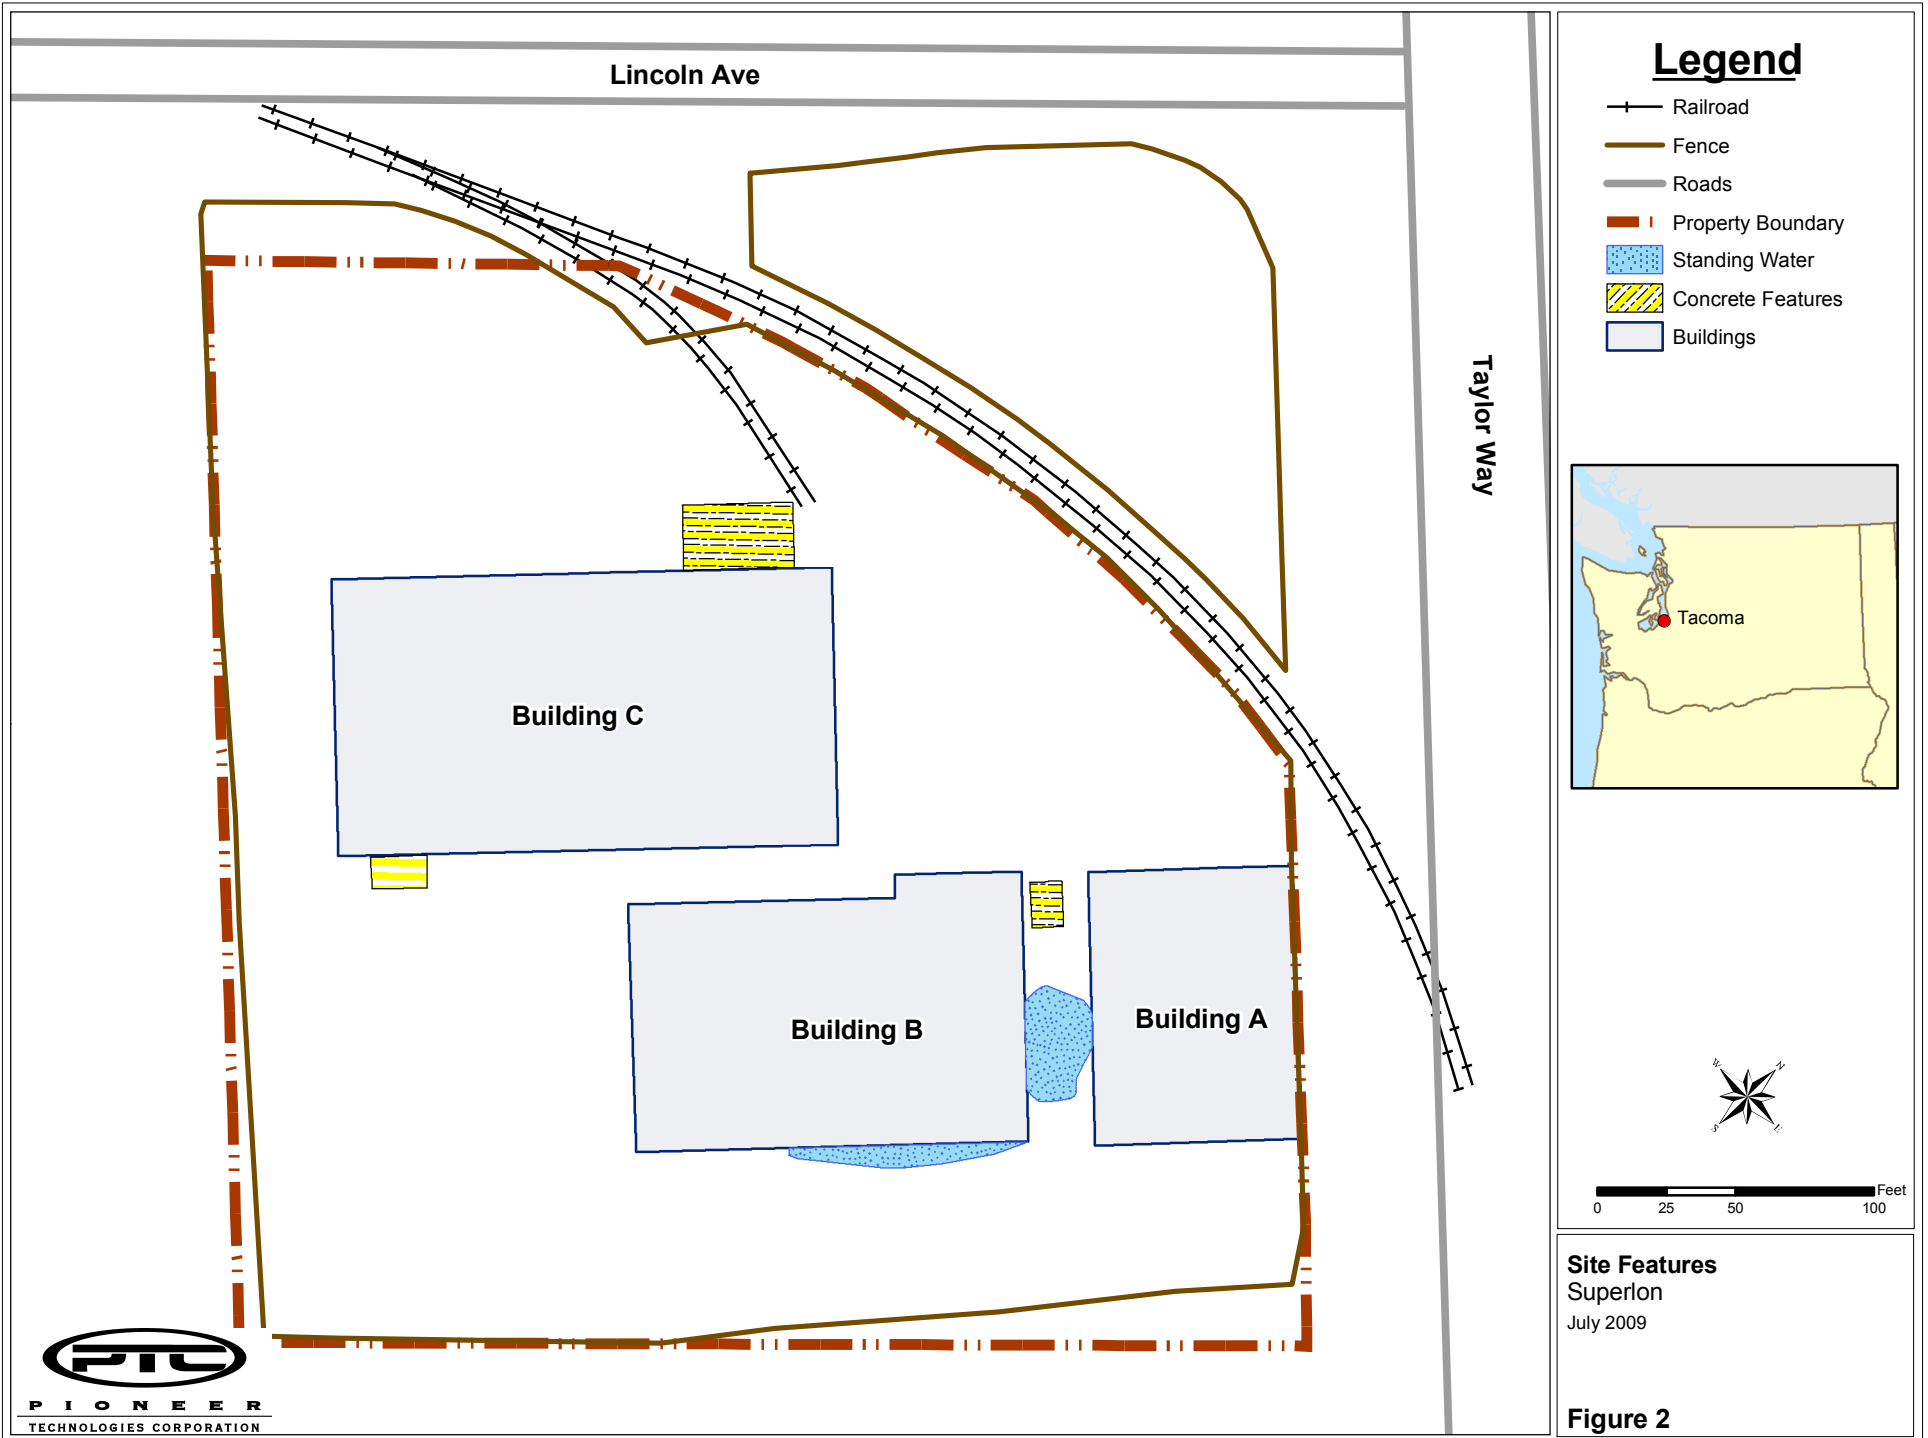 Lincoln Ave
Taylor Way
Building C
Building B
Building A
PTC
PIONEER
TECHNOLOGIES CORPORATION
Legend
Railroad
Fence
Roads
Property Boundary
Standing Water
Concrete Features
Buildings
Tacoma
W N
S E
Feet
0 25 50 100
Site Features
Superlon
July 2009
Figure 2